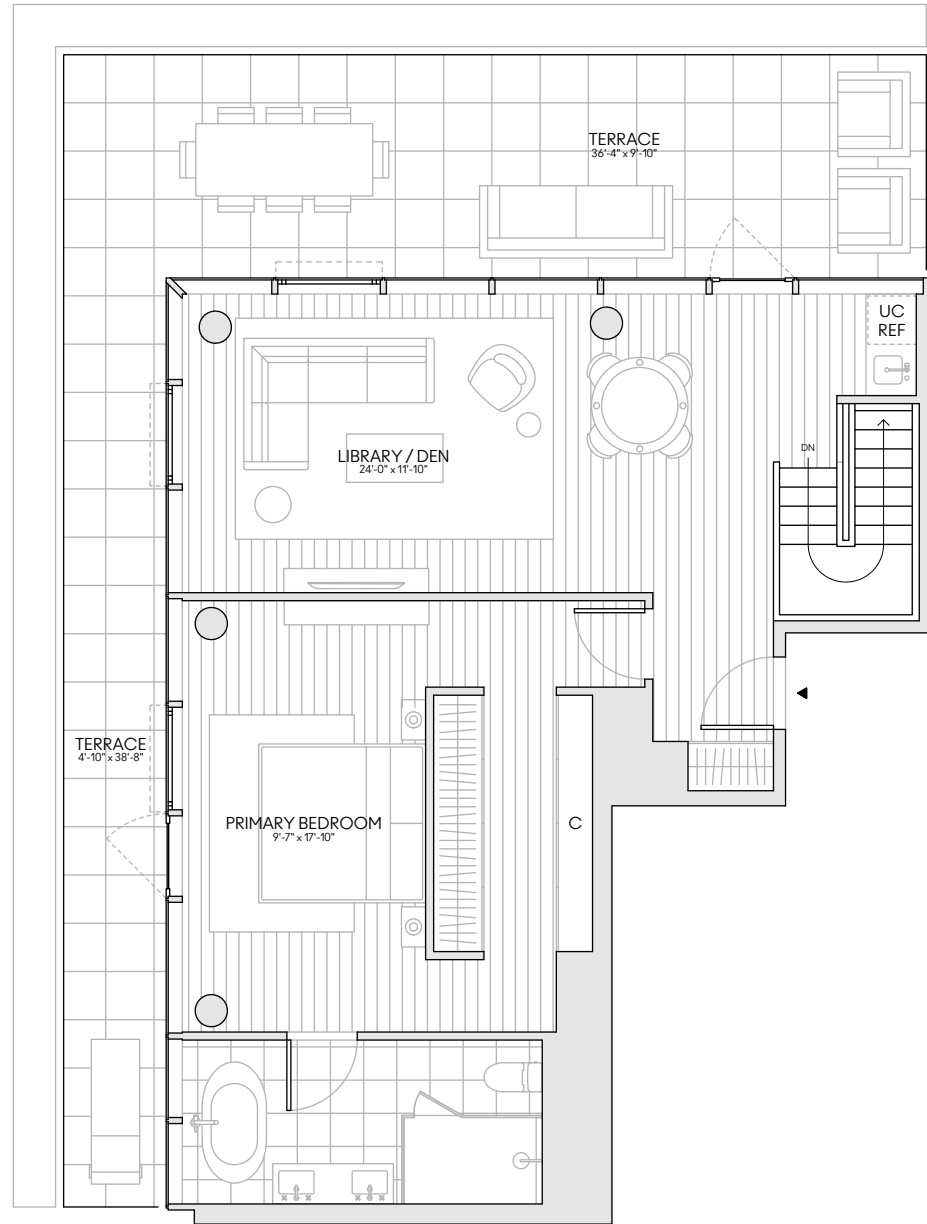 TERRACE
36'-4" x 9'-10"
UC
REF
LIBRARY / DEN
24'-0" x 11'-10"
DN
TERRACE
4'-10" x 38'-8"
PRIMARY BEDROOM
9'-7" x 17'-10"
C